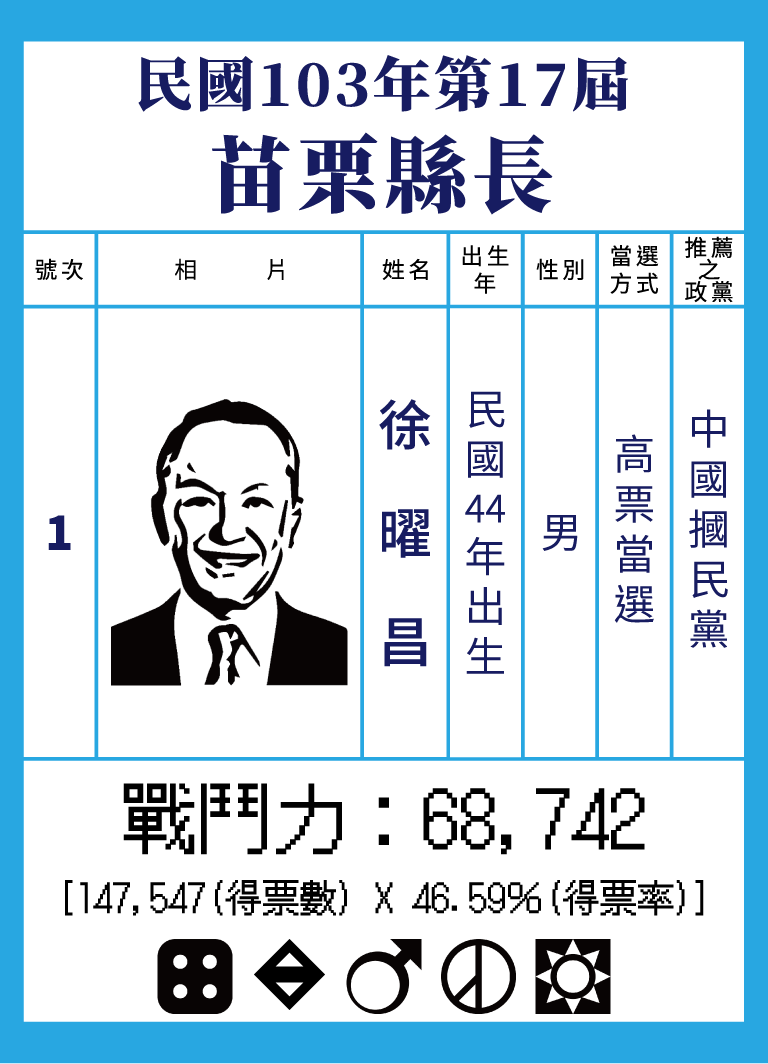 民國103年第17屆
苗栗縣長
號次
相 片
姓名
出生
年
性別
當選
方式
推薦
之
政黨
1
徐曜昌
民國44年出生
男
高票當選
中國摑民黨
戰鬥力：68,742
[147,547(得票數) X 46.59%(得票率)]